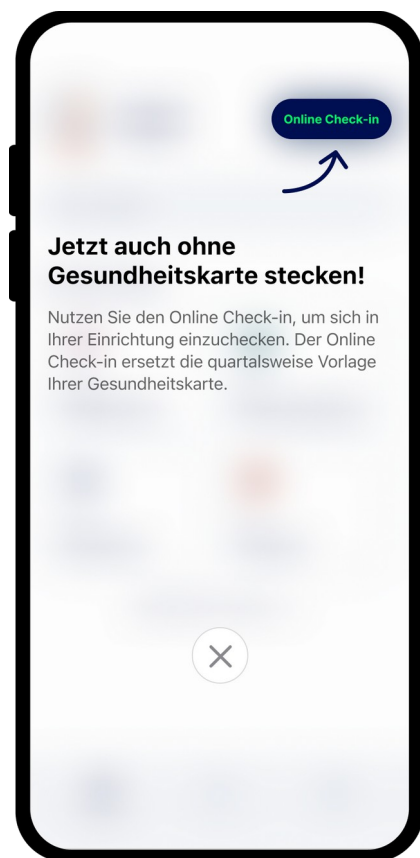 Online Check-in
Jetzt auch ohne
Gesundheitskarte stecken!
Nutzen Sie den Online Check-in, um sich in
Ihrer Einrichtung einzuchecken. Der Online
Check-in ersetzt die quartalsweise Vorlage
Ihrer Gesundheitskarte.